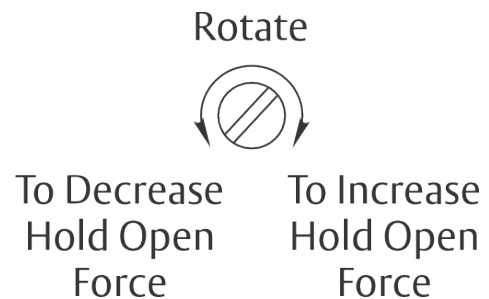 Rotate
To Decrease
Hold Open
Force
To Increase
Hold Open
Force